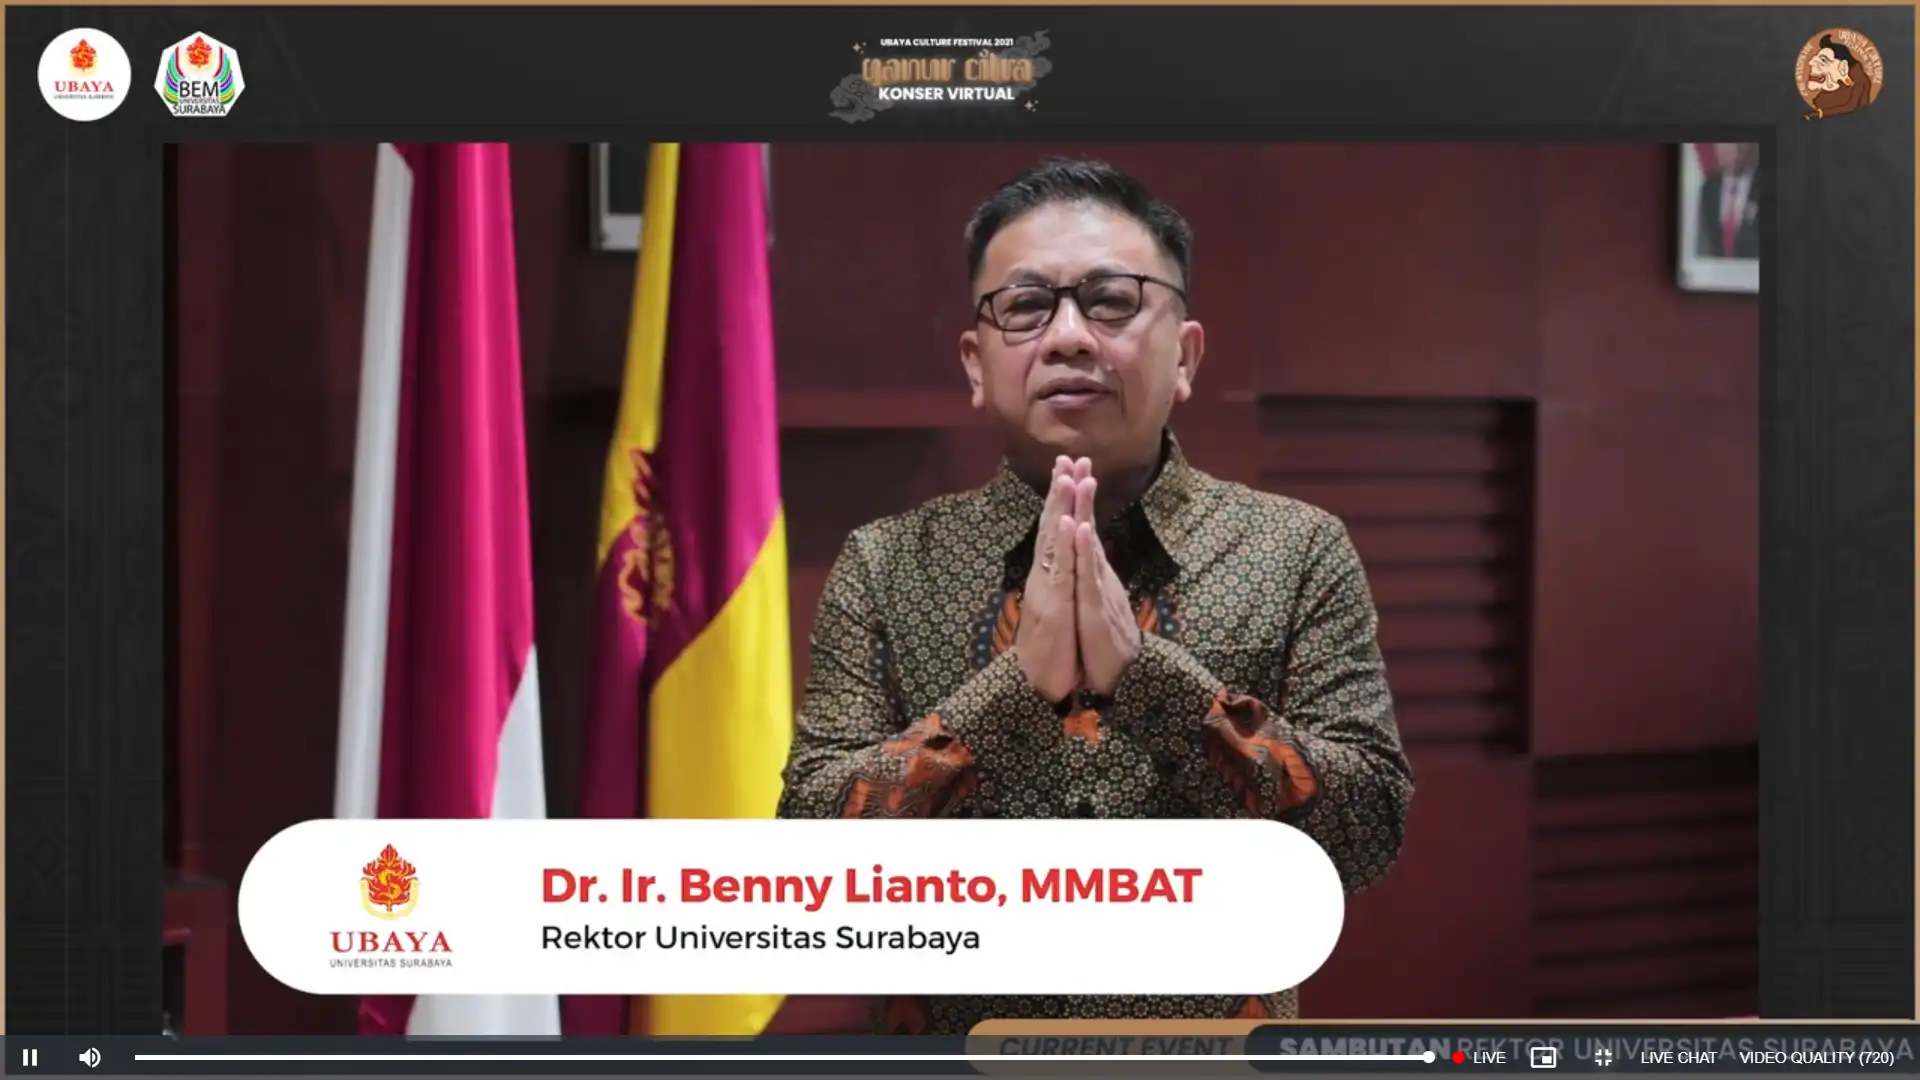 UBAYA
UNIVERSITAS SURABAYA
BEM
UNIVERSITAS
SURABAYA
UBAYA CULTURE FESTIVAL 2021
yanur citra
KONSER VIRTUAL
UBAYA
UNIVERSITAS SURABAYA
Dr. Ir. Benny Lianto, MMBAT
Rektor Universitas Surabaya
CURRENT EVENT
SAMBUTAN REKTOR UNIVERSITAS SURABAYA
LIVE
LIVE CHAT
VIDEO QUALITY (720)